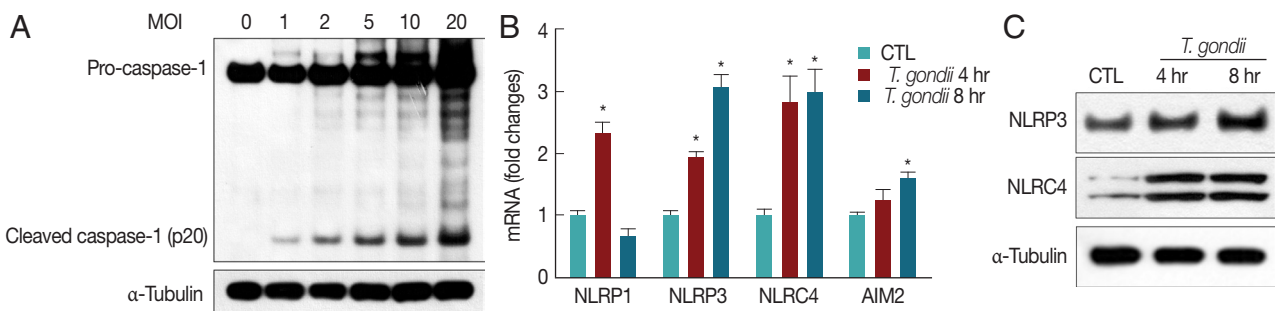 A
MOI 0 1 2 5 10 20
Pro-caspase-1
Cleaved caspase-1 (p20)
α-Tubulin
B
mRNA (fold changes)
4
3
2
1
0
* * * * * *
CTL
T. gondii 4 hr
T. gondii 8 hr
NLRP1 NLRP3 NLRC4 AIM2
C
T. gondii
CTL 4 hr 8 hr
NLRP3
NLRC4
α-Tubulin